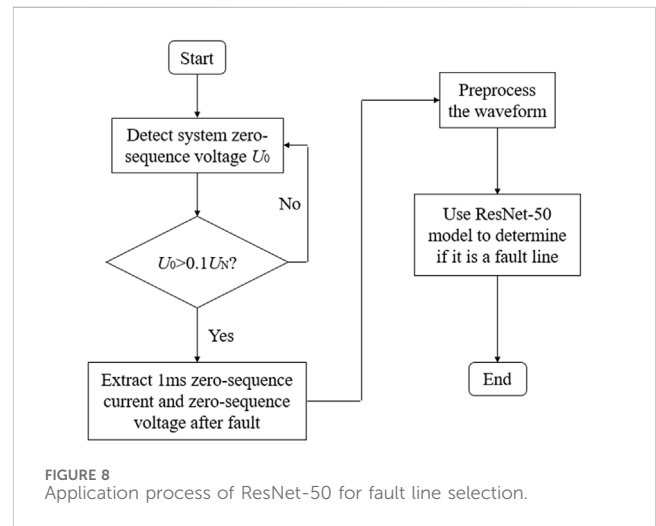 Start
Detect system zero-
sequence voltage U0
No
U0>0.1UN?
Yes
Extract 1ms zero-sequence
current and zero-sequence
voltage after fault
Preprocess
the waveform
Use ResNet-50
model to determine
if it is a fault line
End
FIGURE 8
Application process of ResNet-50 for fault line selection.